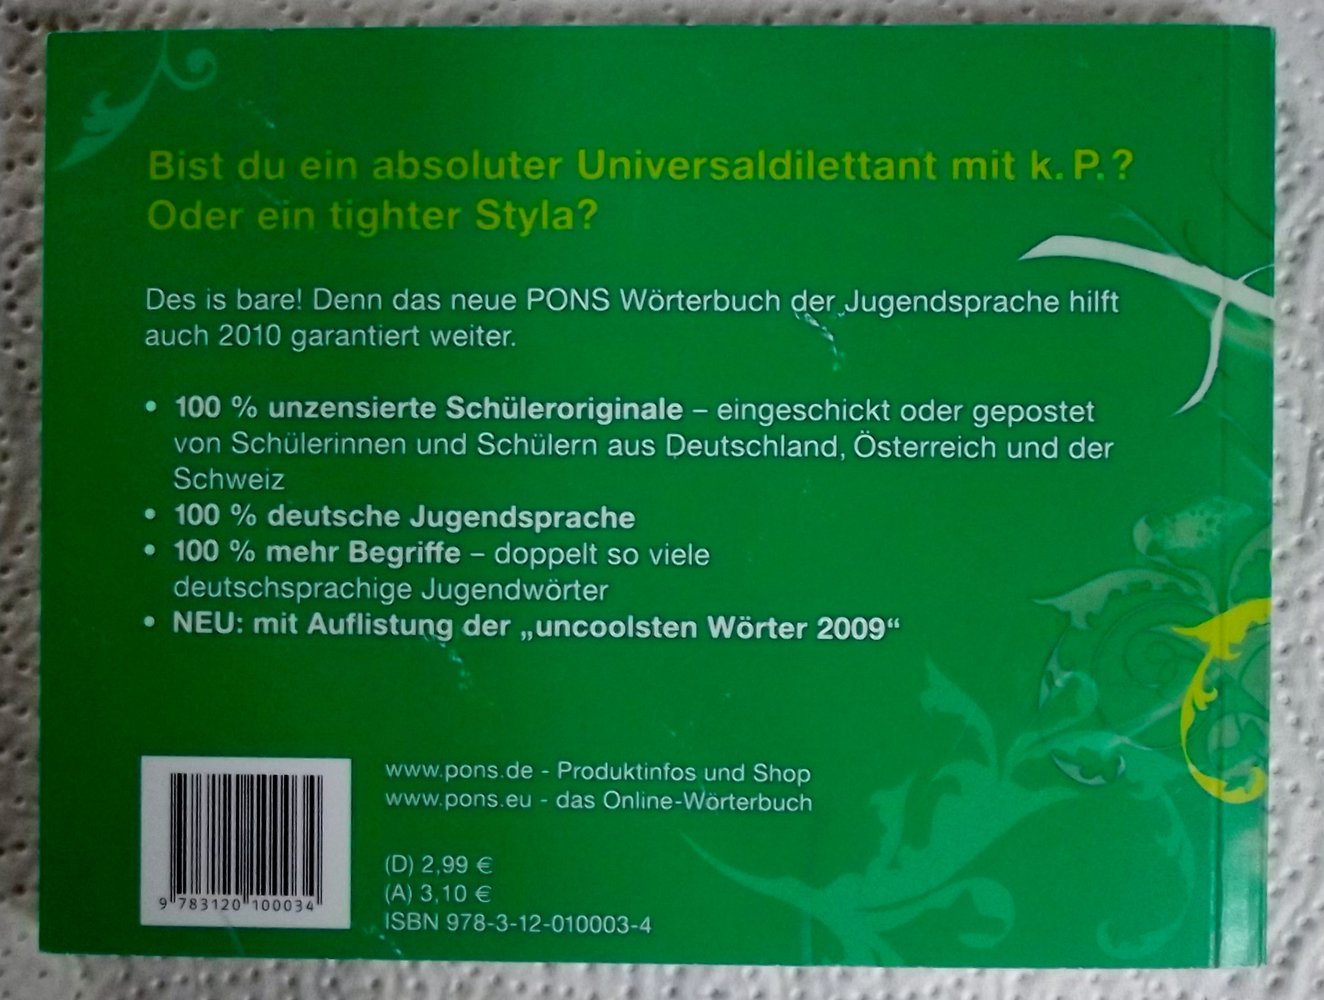 Bist du ein absoluter Universaldilettant mit k. P.?
Oder ein tighter Styla?
Des is bare! Denn das neue PONS Wörterbuch der Jugendsprache hilft
auch 2010 garantiert weiter.
• 100 % unzensierte Schüleroriginale – eingeschickt oder gepostet
von Schülerinnen und Schülern aus Deutschland, Österreich und der
Schweiz
• 100 % deutsche Jugendsprache
• 100 % mehr Begriffe – doppelt so viele
deutschsprachige Jugendwörter
• NEU: mit Auflistung der „uncoolsten Wörter 2009“
www.pons.de - Produktinfos und Shop
www.pons.eu - das Online-Wörterbuch
(D) 2,99 €
(A) 3,10 €
ISBN 978-3-12-010003-4
9 783120 100034